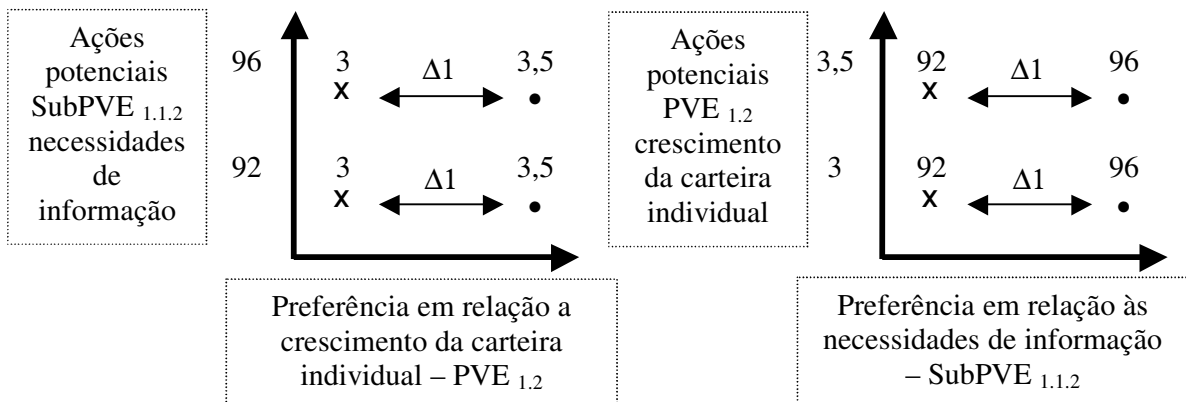 Ações
potenciais
SubPVE 1.1.2
necessidades
de
informação
96
3
Δ1
3,5
x
92
3
Δ1
3,5
x
Preferência em relação a
crescimento da carteira
individual – PVE 1.2
Ações
potenciais
PVE 1.2
crescimento
da carteira
individual
3,5
92
Δ1
96
x
3
92
Δ1
96
x
Preferência em relação às
necessidades de informação
– SubPVE 1.1.2